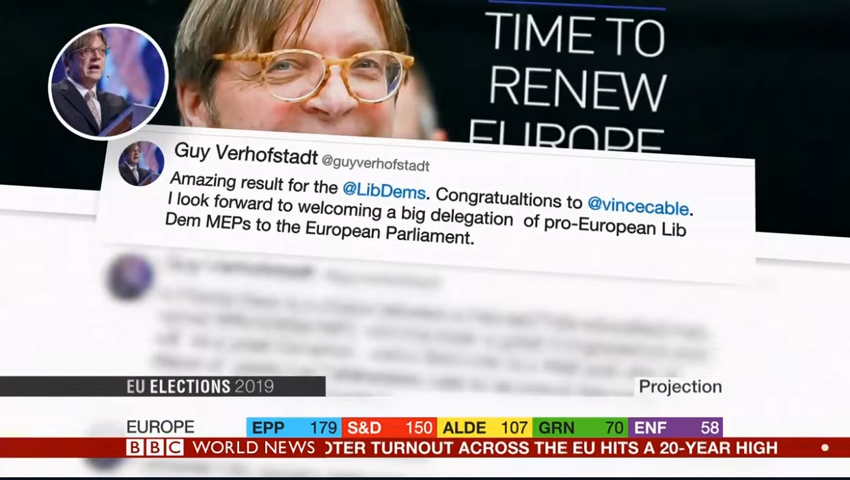 TIME TO
RENEW
EUROPE
Guy Verhofstadt @guyverhofstadt
Amazing result for the @LibDems. Congratualtions to @vincecable.
I look forward to welcoming a big delegation of pro-European Lib
Dem MEPs to the European Parliament.
EU ELECTIONS 2019
Projection
EUROPE EPP 179 S&D 150 ALDE 107 GRN 70 ENF 58
BBC WORLD NEWS OTER TURNOUT ACROSS THE EU HITS A 20-YEAR HIGH